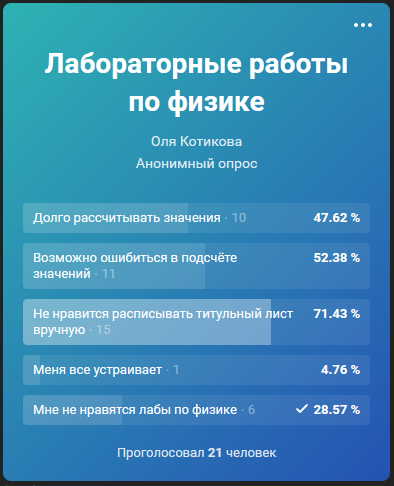 Лабораторные работы
по физике
Оля Котикова
Анонимный опрос
Долго рассчитывать значения · 10 47.62 %
Возможно ошибиться в подсчёте 52.38 %
значений · 11
Не нравится расписывать титульный лист 71.43 %
вручную · 15
Меня все устраивает · 1 4.76 %
Мне не нравятся лабы по физике · 6 28.57 %
Проголосовал 21 человек